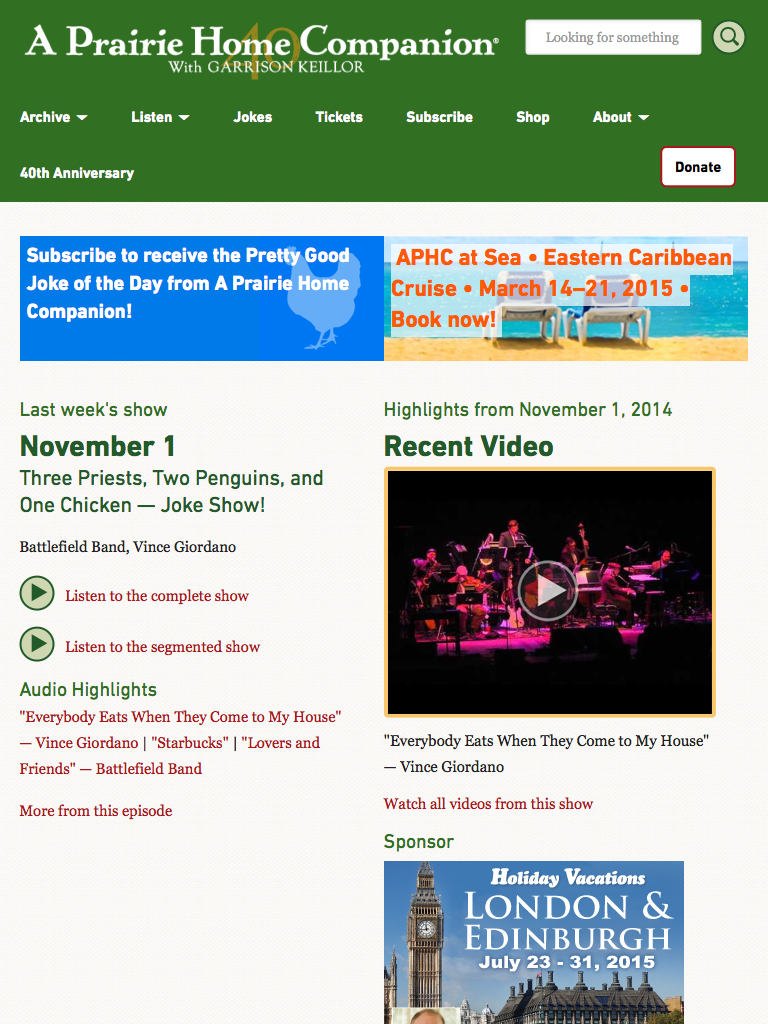 A Prairie Home Companion®
40
With GARRISON KEILLOR
Looking for something
Archive
Listen
Jokes
Tickets
Subscribe
Shop
About
40th Anniversary
Donate
Subscribe to receive the Pretty Good
Joke of the Day from A Prairie Home
Companion!
APHC at Sea • Eastern Caribbean
Cruise • March 14–21, 2015 •
Book now!
Last week's show
November 1
Three Priests, Two Penguins, and
One Chicken — Joke Show!
Battlefield Band, Vince Giordano
Listen to the complete show
Listen to the segmented show
Audio Highlights
"Everybody Eats When They Come to My House"
— Vince Giordano | "Starbucks" | "Lovers and
Friends" — Battlefield Band
More from this episode
Highlights from November 1, 2014
Recent Video
"Everybody Eats When They Come to My House"
— Vince Giordano
Watch all videos from this show
Sponsor
Holiday Vacations
LONDON &
EDINBURGH
July 23 - 31, 2015